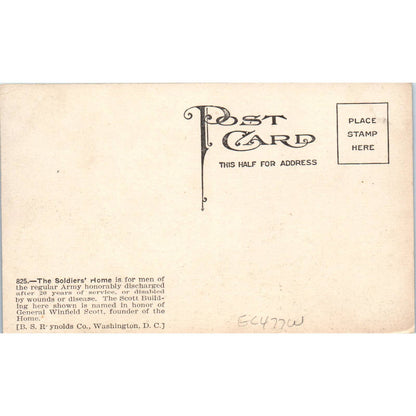 POST
CARD
THIS HALF FOR ADDRESS
PLACE
STAMP
HERE
825.—The Soldiers' Home is for men of
the regular Army honorably discharged
after 20 years of service, or disabled
by wounds or disease. The Scott Build-
ing here shown is named in honor of
General Winfield Scott, founder of the
Home."
[B. S. Reynolds Co., Washington, D. C.]
EC477W